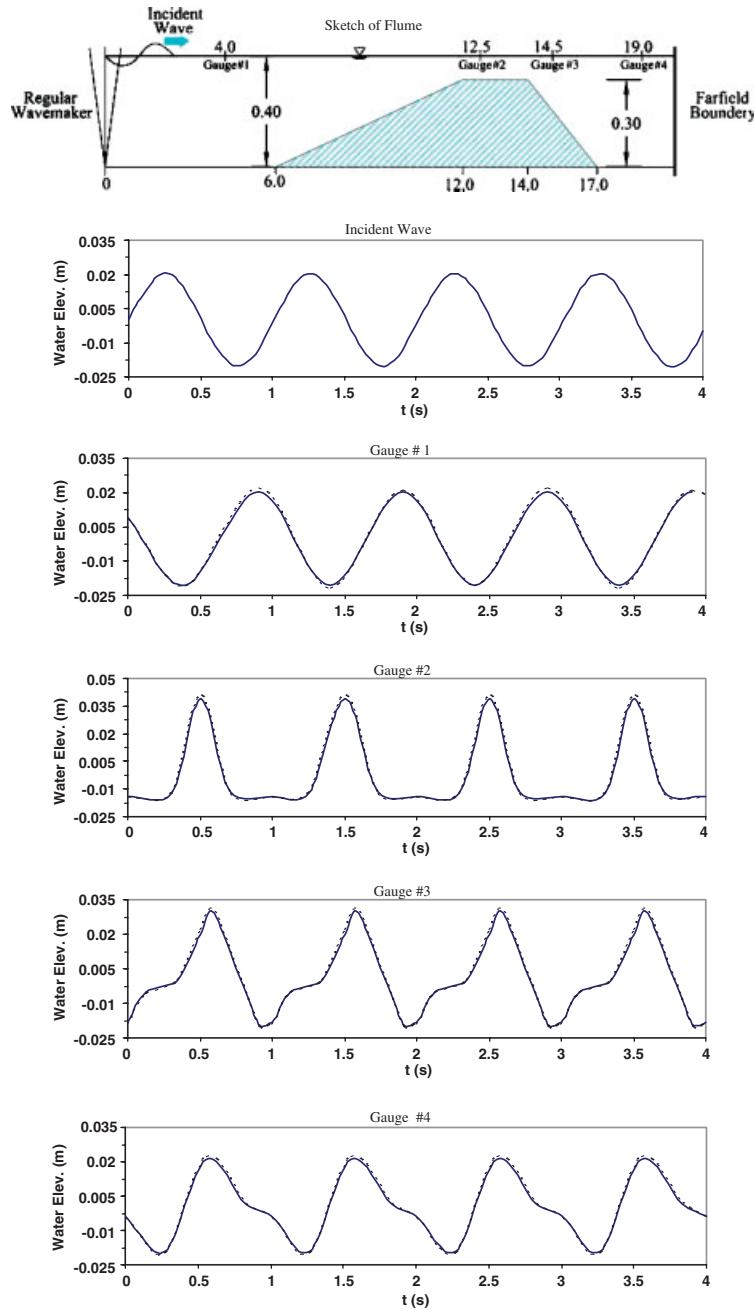 Incident
Wave
Sketch of Flume
4.0
12.5
14.5
19.0
Gauge#1
Gauge#2
Gauge#3
Gauge#4
Regular
Wavemaker
0.40
0.30
Farfield
Boundery
0
6.0
12.0
14.0
17.0
Incident Wave
Water Elev. (m)
0.035
0.02
0.005
-0.01
-0.025
0 0.5 1 1.5 2 2.5 3 3.5 4
t (s)
Gauge # 1
Water Elev. (m)
0.035
0.02
0.005
-0.01
-0.025
0 0.5 1 1.5 2 2.5 3 3.5 4
t (s)
Gauge #2
Water Elev. (m)
0.05
0.035
0.02
0.005
-0.01
-0.025
0 0.5 1 1.5 2 2.5 3 3.5 4
t (s)
Gauge #3
Water Elev. (m)
0.035
0.02
0.005
-0.01
-0.025
0 0.5 1 1.5 2 2.5 3 3.5 4
t (s)
Gauge #4
Water Elev. (m)
0.035
0.02
0.005
-0.01
-0.025
0 0.5 1 1.5 2 2.5 3 3.5 4
t (s)